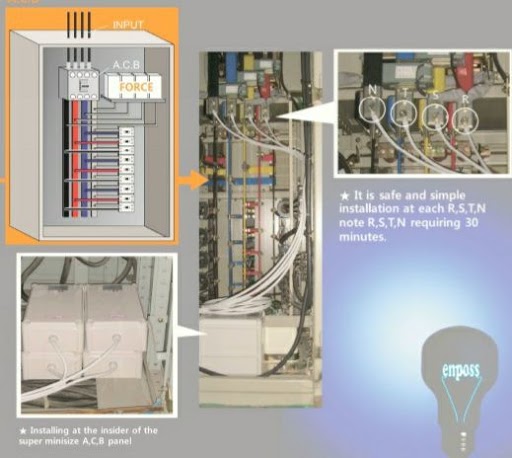 A.C.B
INPUT
A.C.B
FORCE
N T S R
★ It is safe and simple
installation at each R,S,T,N
note R,S,T,N requiring 30
minutes.
★ Installing at the insider of the
super minisize A,C,B panel
enposs